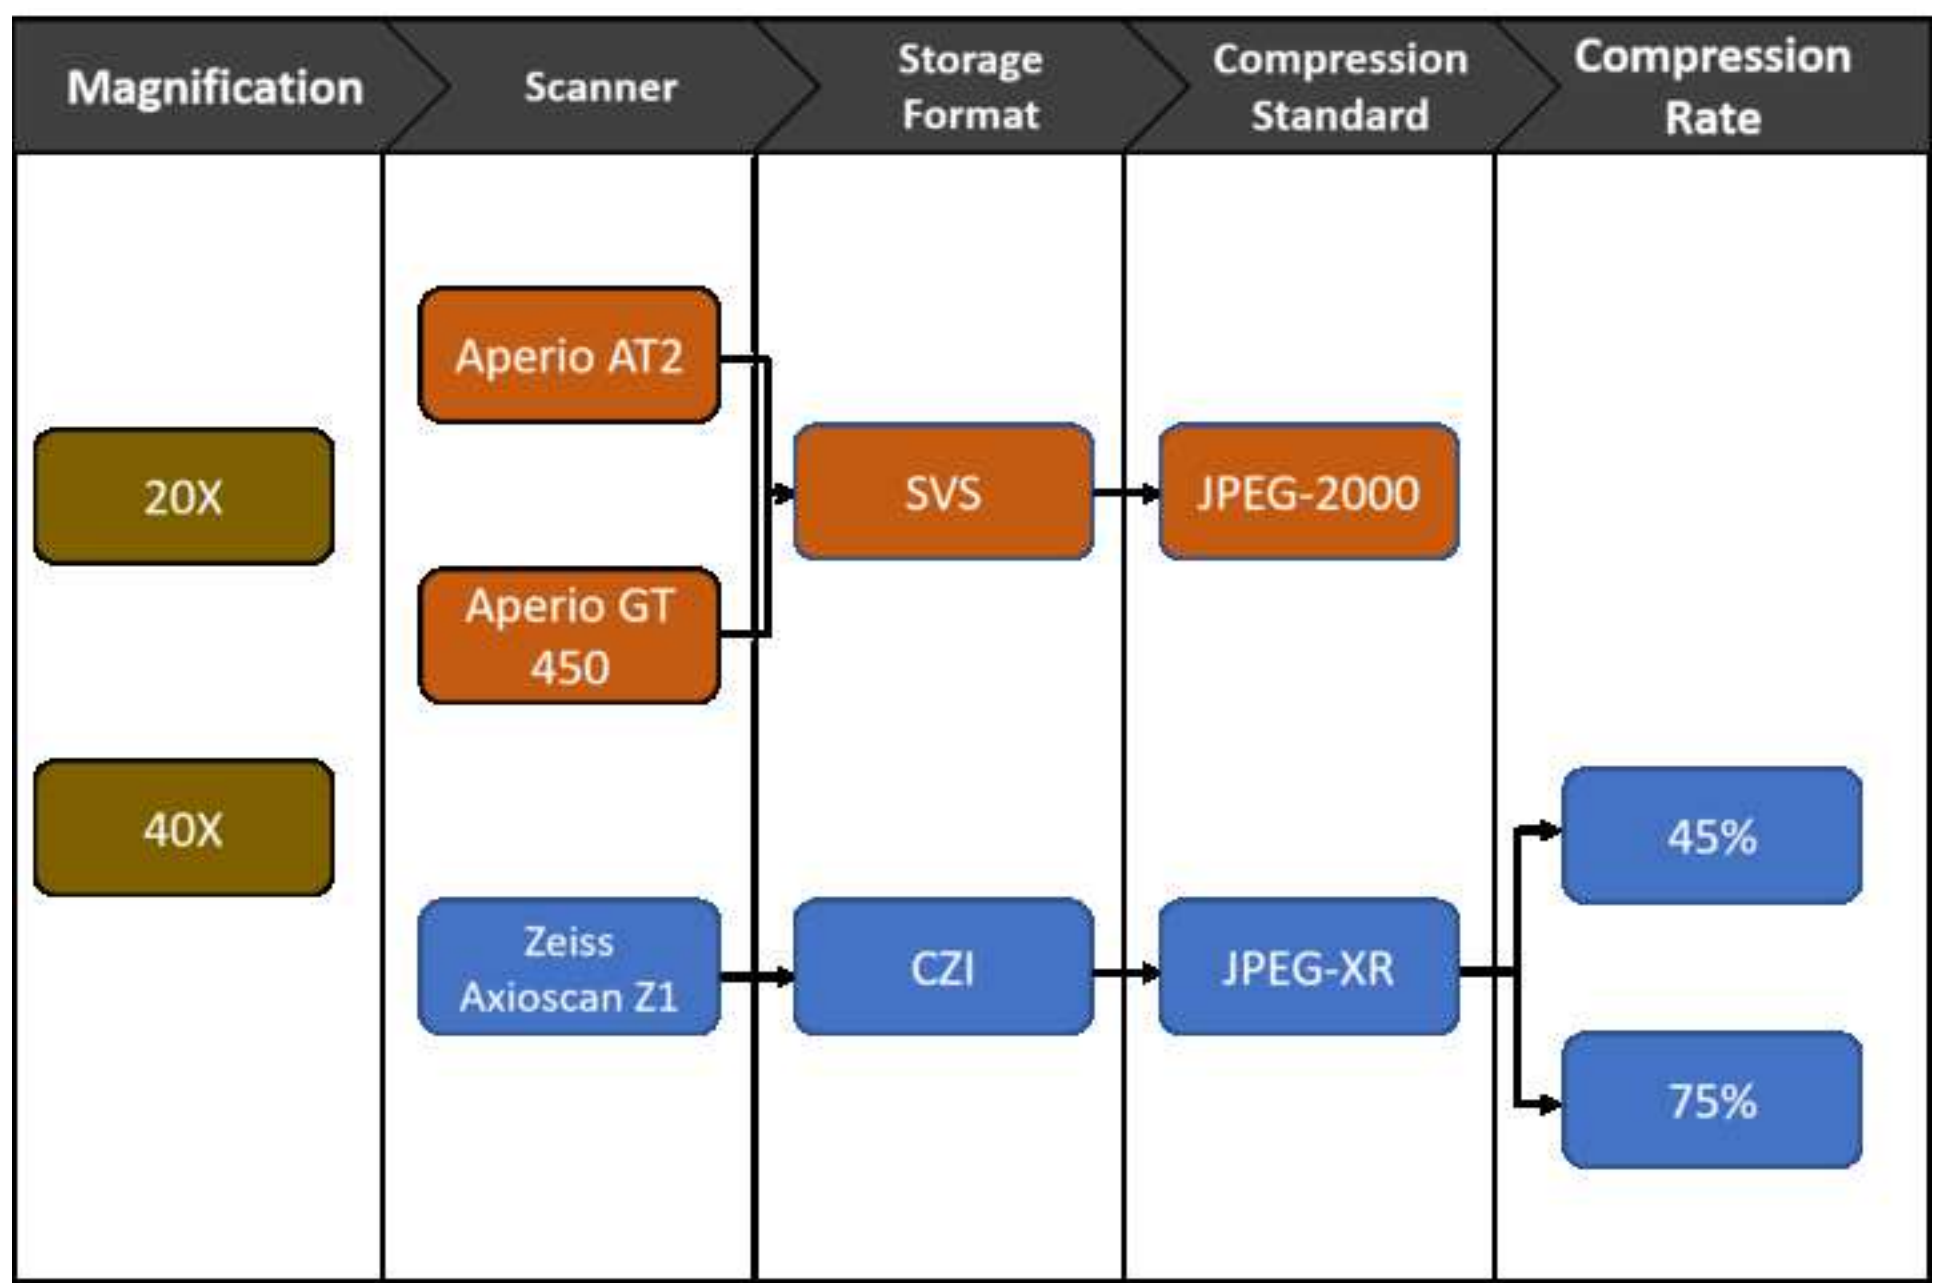 Magnification
Scanner
Storage
Format
Compression
Standard
Compression
Rate
20X
40X
Aperio AT2
Aperio GT
450
Zeiss
Axioscan Z1
SVS
CZI
JPEG-2000
JPEG-XR
45%
75%